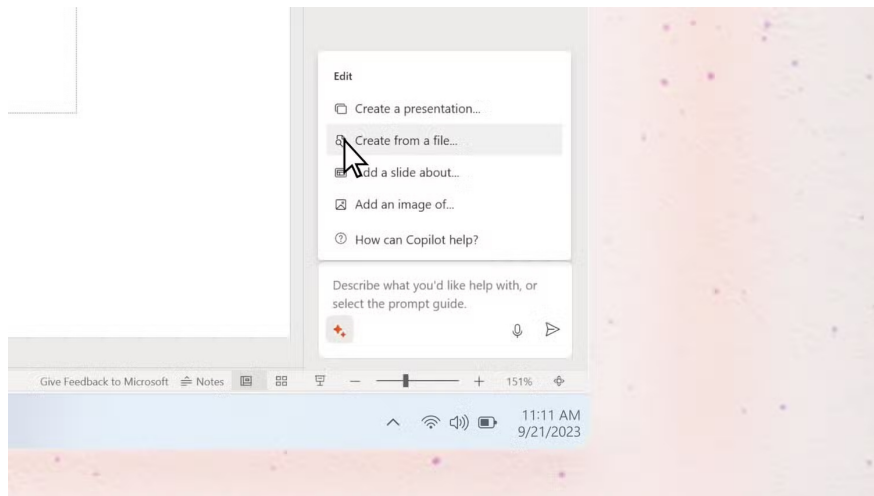 Edit
Create a presentation...
Create from a file...
Add a slide about...
Add an image of...
How can Copilot help?
Describe what you'd like help with, or
select the prompt guide.
Give Feedback to Microsoft
Notes
151%
11:11 AM
9/21/2023